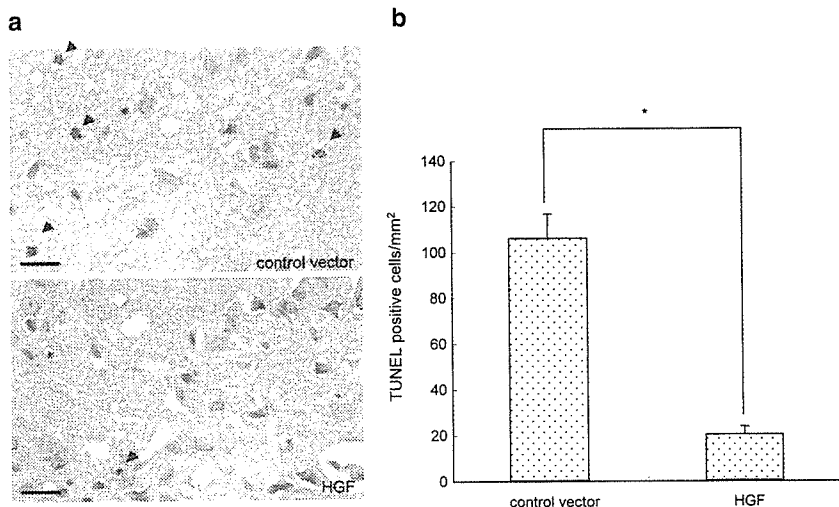 a
control vector
HGF
b
*
TUNEL positive cells/mm²
140
120
100
80
60
40
20
0
control vector
HGF